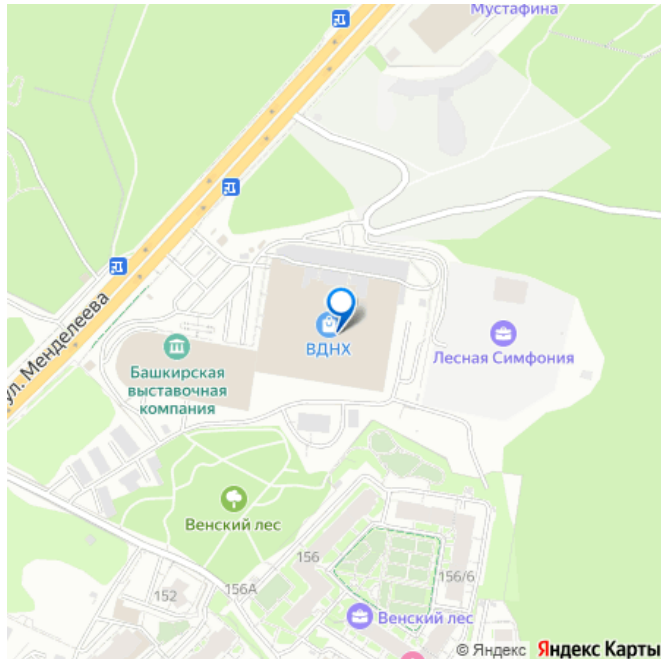 Мустафина
ул. Менделеева
ВДНХ
Лесная Симфония
Башкирская
выставочная
компания
Венский лес
156
156А
152
156/6
Венский лес
© Яндекс Яндекс Карты